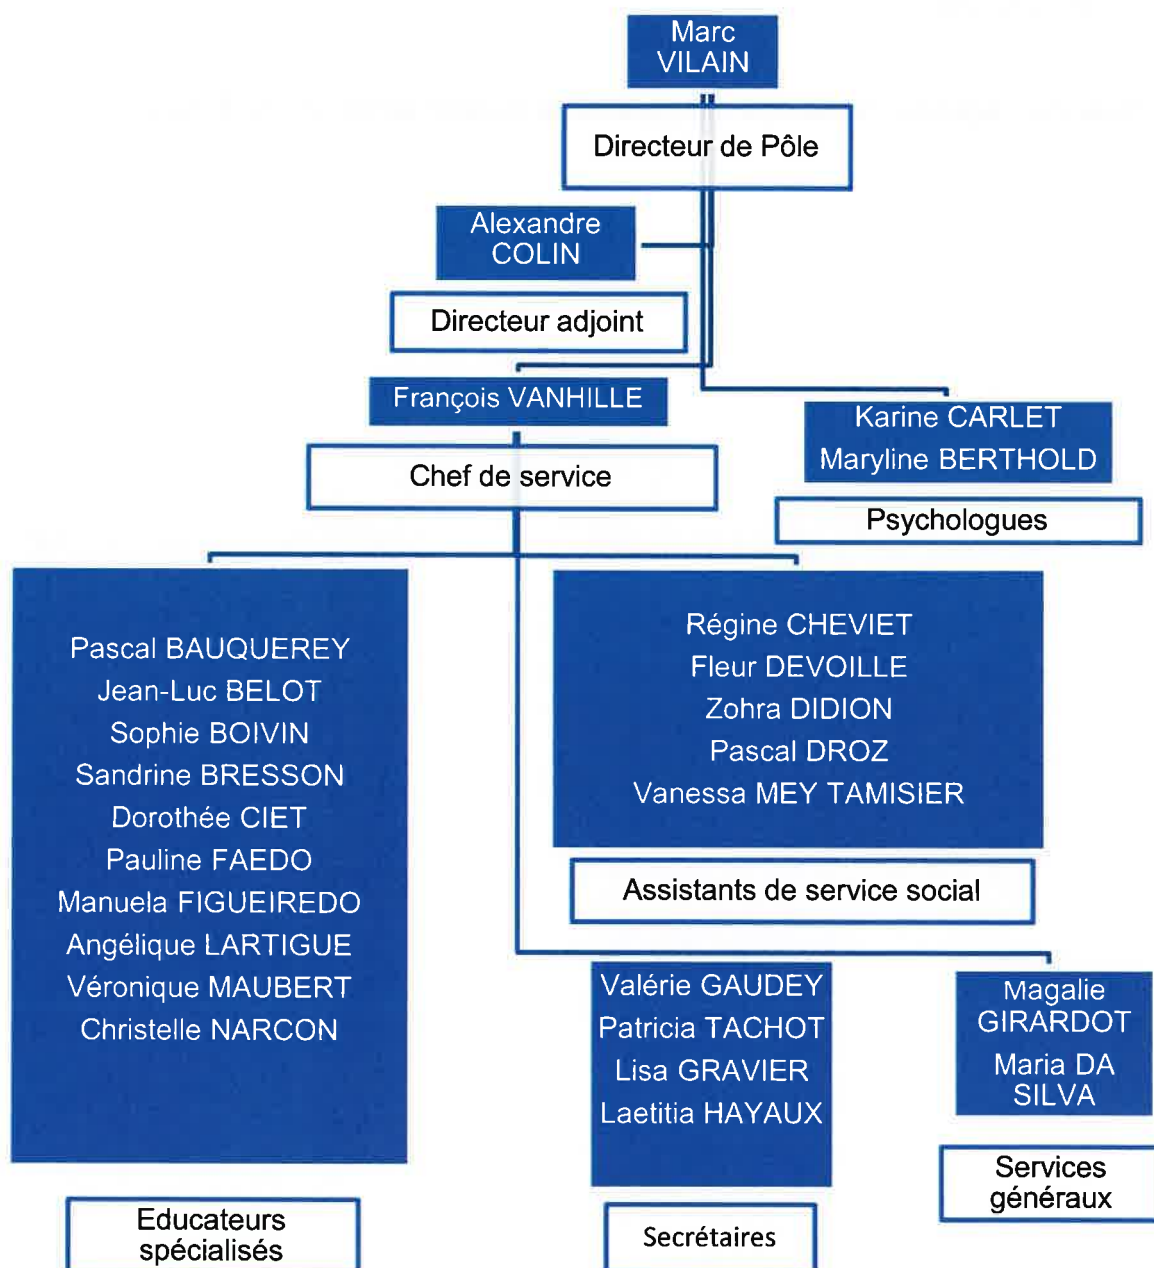 Marc
VILAIN
Directeur de Pôle
Alexandre
COLIN
Directeur adjoint
François VANHILLE
Chef de service
Karine CARLET
Maryline BERTHOLD
Psychologues
Pascal BAUQUEREY
Jean-Luc BELOT
Sophie BOIVIN
Sandrine BRESSON
Dorothée CIET
Pauline FAEDO
Manuela FIGUEIREDO
Angélique LARTIGUE
Véronique MAUBERT
Christelle NARCON
Educateurs
spécialisés
Régine CHEVIET
Fleur DEVOILLE
Zohra DIDION
Pascal DROZ
Vanessa MEY TAMISIER
Assistants de service social
Valérie GAUDEY
Patricia TACHOT
Lisa GRAVIER
Laetitia HAYAUX
Secrétaires
Magalie
GIRARDOT
Maria DA
SILVA
Services
généraux